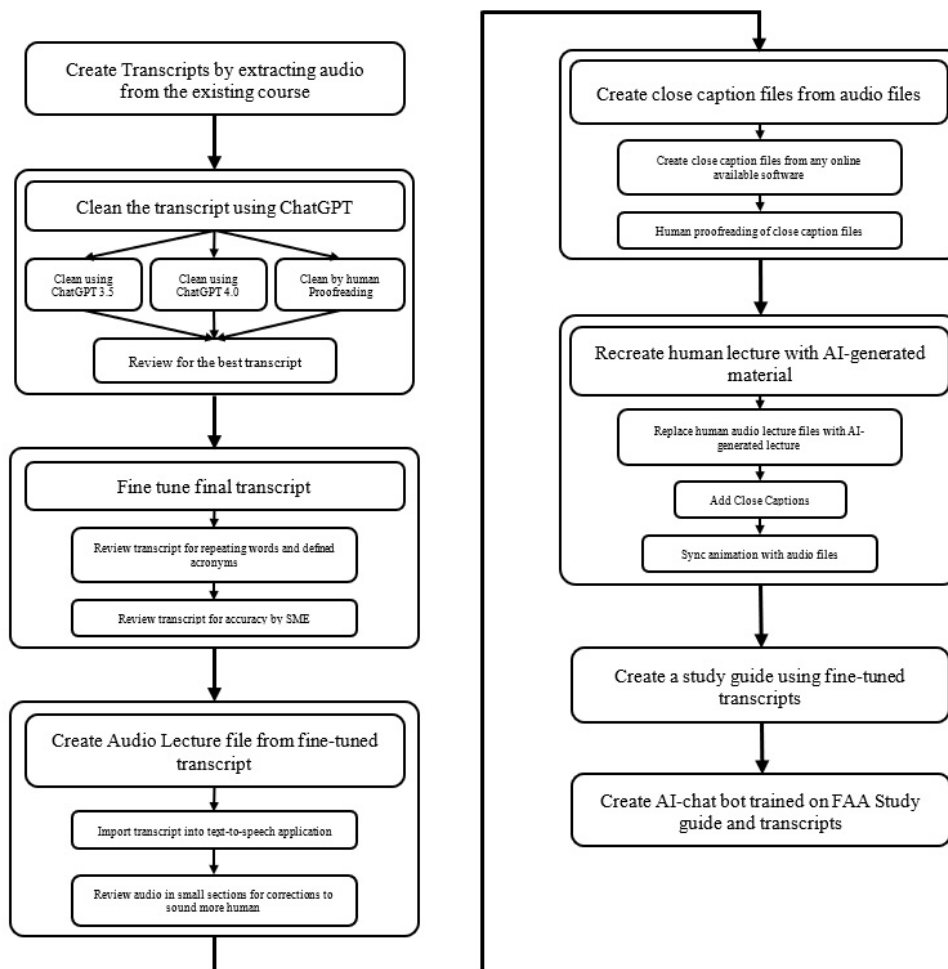 Create Transcripts by extracting audio
from the existing course
Clean the transcript using ChatGPT
Clean using
ChatGPT 3.5
Clean using
ChatGPT 4.0
Clean by human
Proofreading
Review for the best transcript
Fine tune final transcript
Review transcript for repeating words and defined
acronyms
Review transcript for accuracy by SME
Create Audio Lecture file from fine-tuned
transcript
Import transcript into text-to-speech application
Review audio in small sections for corrections to
sound more human
Create close caption files from audio files
Create close caption files from any online
available software
Human proofreading of close caption files
Recreate human lecture with AI-generated
material
Replace human audio lecture files with AI-
generated lecture
Add Close Captions
Sync animation with audio files
Create a study guide using fine-tuned
transcripts
Create AI-chat bot trained on FAA Study
guide and transcripts